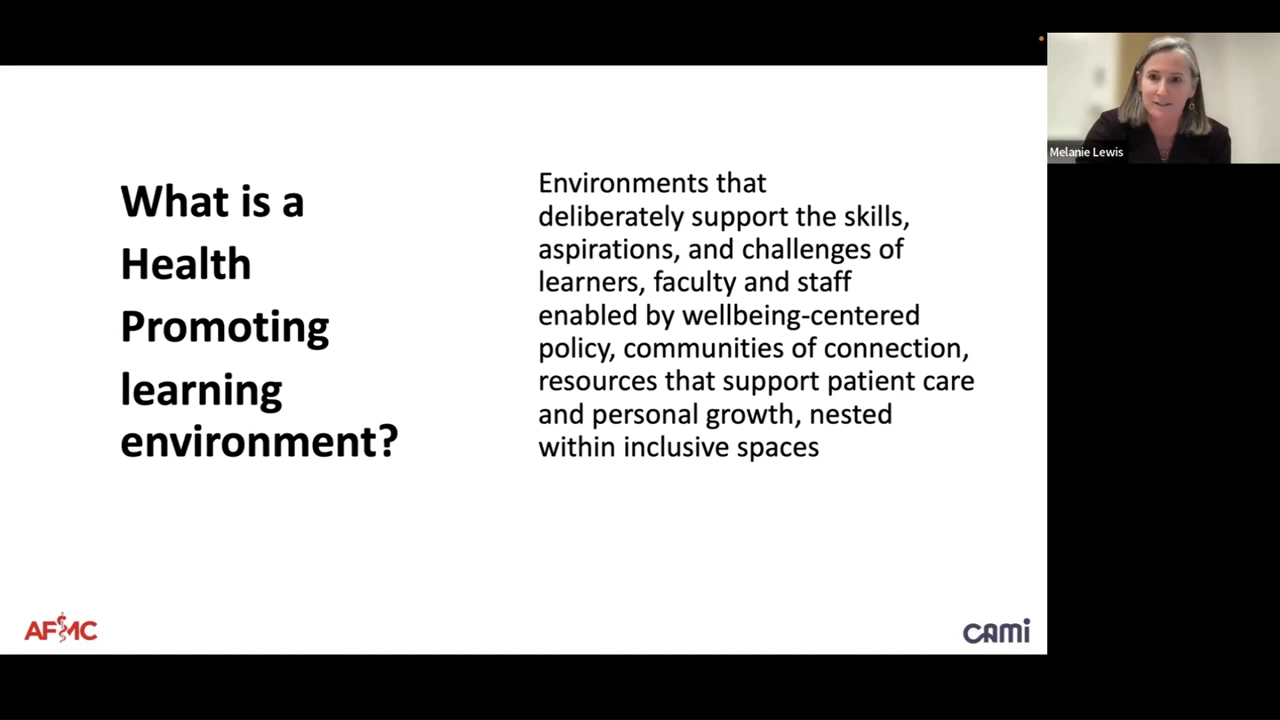 What is a
Health
Promoting
learning
environment?
Environments that
deliberately support the skills,
aspirations, and challenges of
learners, faculty and staff
enabled by wellbeing-centered
policy, communities of connection,
resources that support patient care
and personal growth, nested
within inclusive spaces
Melanie Lewis
AFMC
CAMi